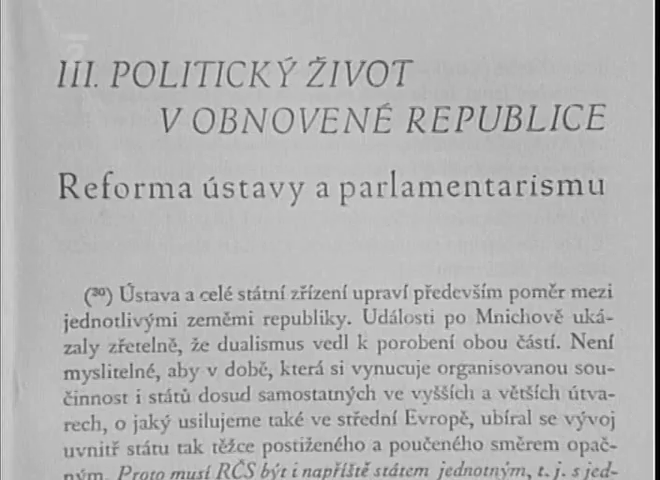 III. POLITICKÝ ŽIVOT
V OBNOVENÉ REPUBLICE
Reforma ústavy a parlamentarismu
(³⁰) Ústava a celé státní zřízení upraví především poměr mezi
jednotlivými zeměmi republiky. Události po Mnichově uká-
zaly zřetelně, že dualismus vedl k porobení obou částí. Není
myslitelné, aby v době, která si vynucuje organisovanou sou-
činnost i států dosud samostatných ve vyšších a větších útva-
rech, o jaký usilujeme také ve střední Evropě, ubíral se vývoj
uvnitř státu tak těžce postiženého a poučeného směrem opač-
ným. Proto musí RČS být i napříště státem jednotným, t. j. s jed-